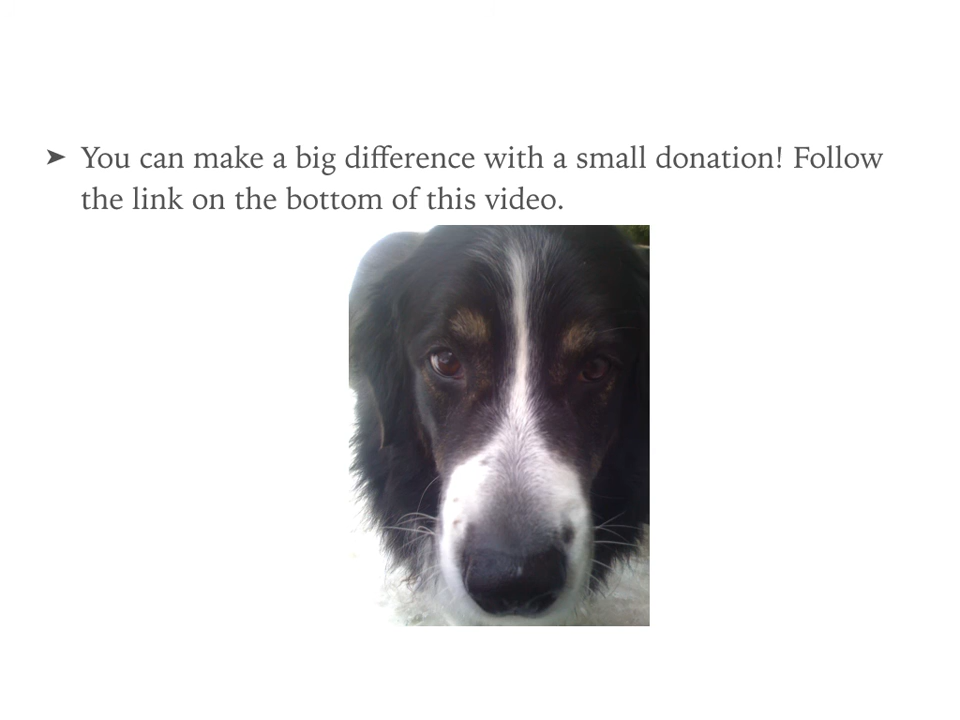 ➤ You can make a big difference with a small donation! Follow
the link on the bottom of this video.